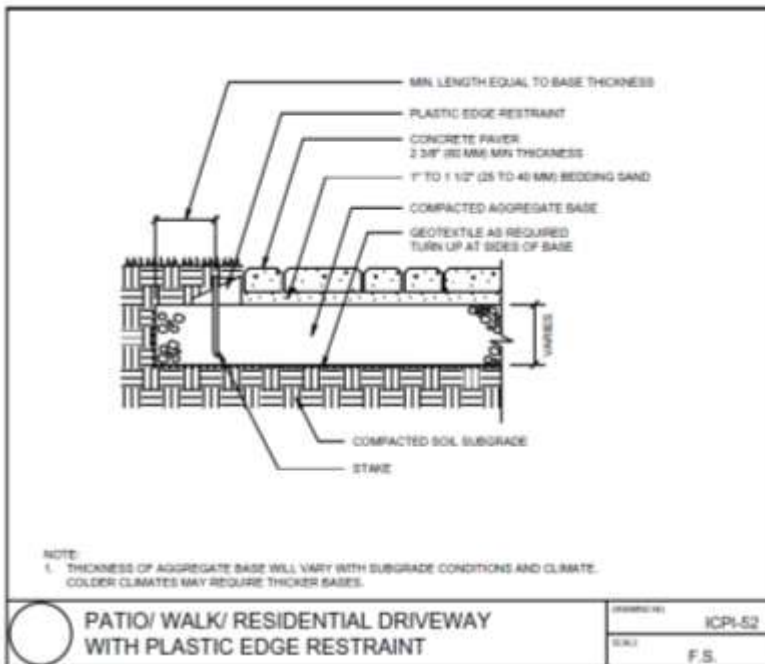 MIN. LENGTH EQUAL TO BASE THICKNESS
PLASTIC EDGE RESTRAINT
CONCRETE PAVER
2 3/8" (60 MM) MIN THICKNESS
1" TO 1 1/2" (25 TO 40 MM) BEDDING SAND
COMPACTED AGGREGATE BASE
GEOTEXTILE AS REQUIRED
TURN UP AT SIDES OF BASE
VARIES
COMPACTED SOIL SUBGRADE
STAKE
NOTE:
1. THICKNESS OF AGGREGATE BASE WILL VARY WITH SUBGRADE CONDITIONS AND CLIMATE.
COLDER CLIMATES MAY REQUIRE THICKER BASES.
PATIO/ WALK/ RESIDENTIAL DRIVEWAY
WITH PLASTIC EDGE RESTRAINT
DRAWING NO.
ICPI-52
SCALE
F.S.